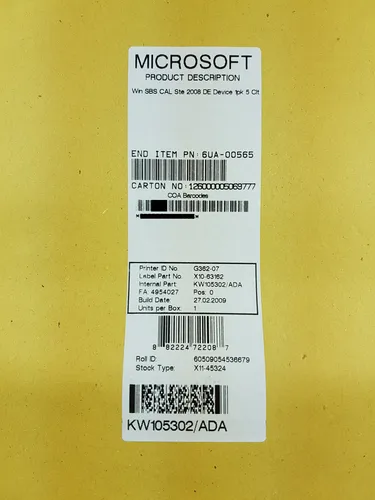 MICROSOFT
PRODUCT DESCRIPTION
Win SBS CAL Ste 2008 DE Device 1pk 5 Clt
END ITEM PN: 6UA-00565
CARTON NO: 126000005069777
COA Barcodes
Printer ID No: G362-07
Label Part No: X10-63162
Internal Part: KW105302/ADA
FA: 4954027 Pos: 0
Build Date: 27.02.2009
Units per Box: 1
8 82224 72208 7
Roll ID: 60509054536679
Stock Type: X11-45324
KW105302/ADA